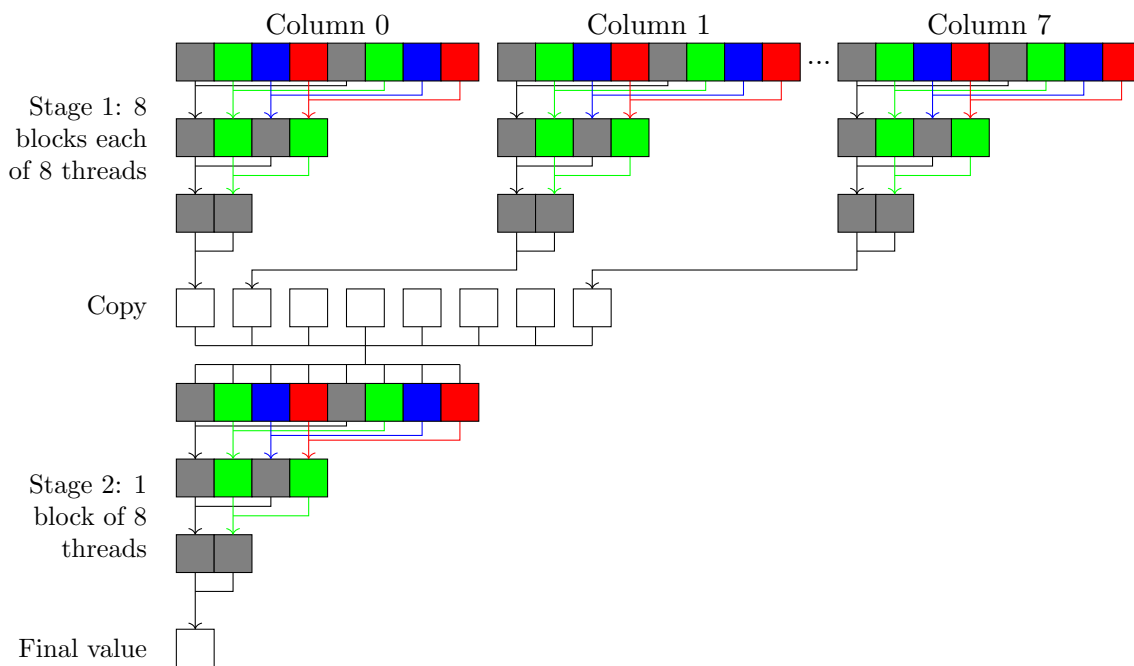 Column 0
Column 1
Column 7
...
Stage 1: 8
blocks each
of 8 threads
Copy
Stage 2: 1
block of 8
threads
Final value